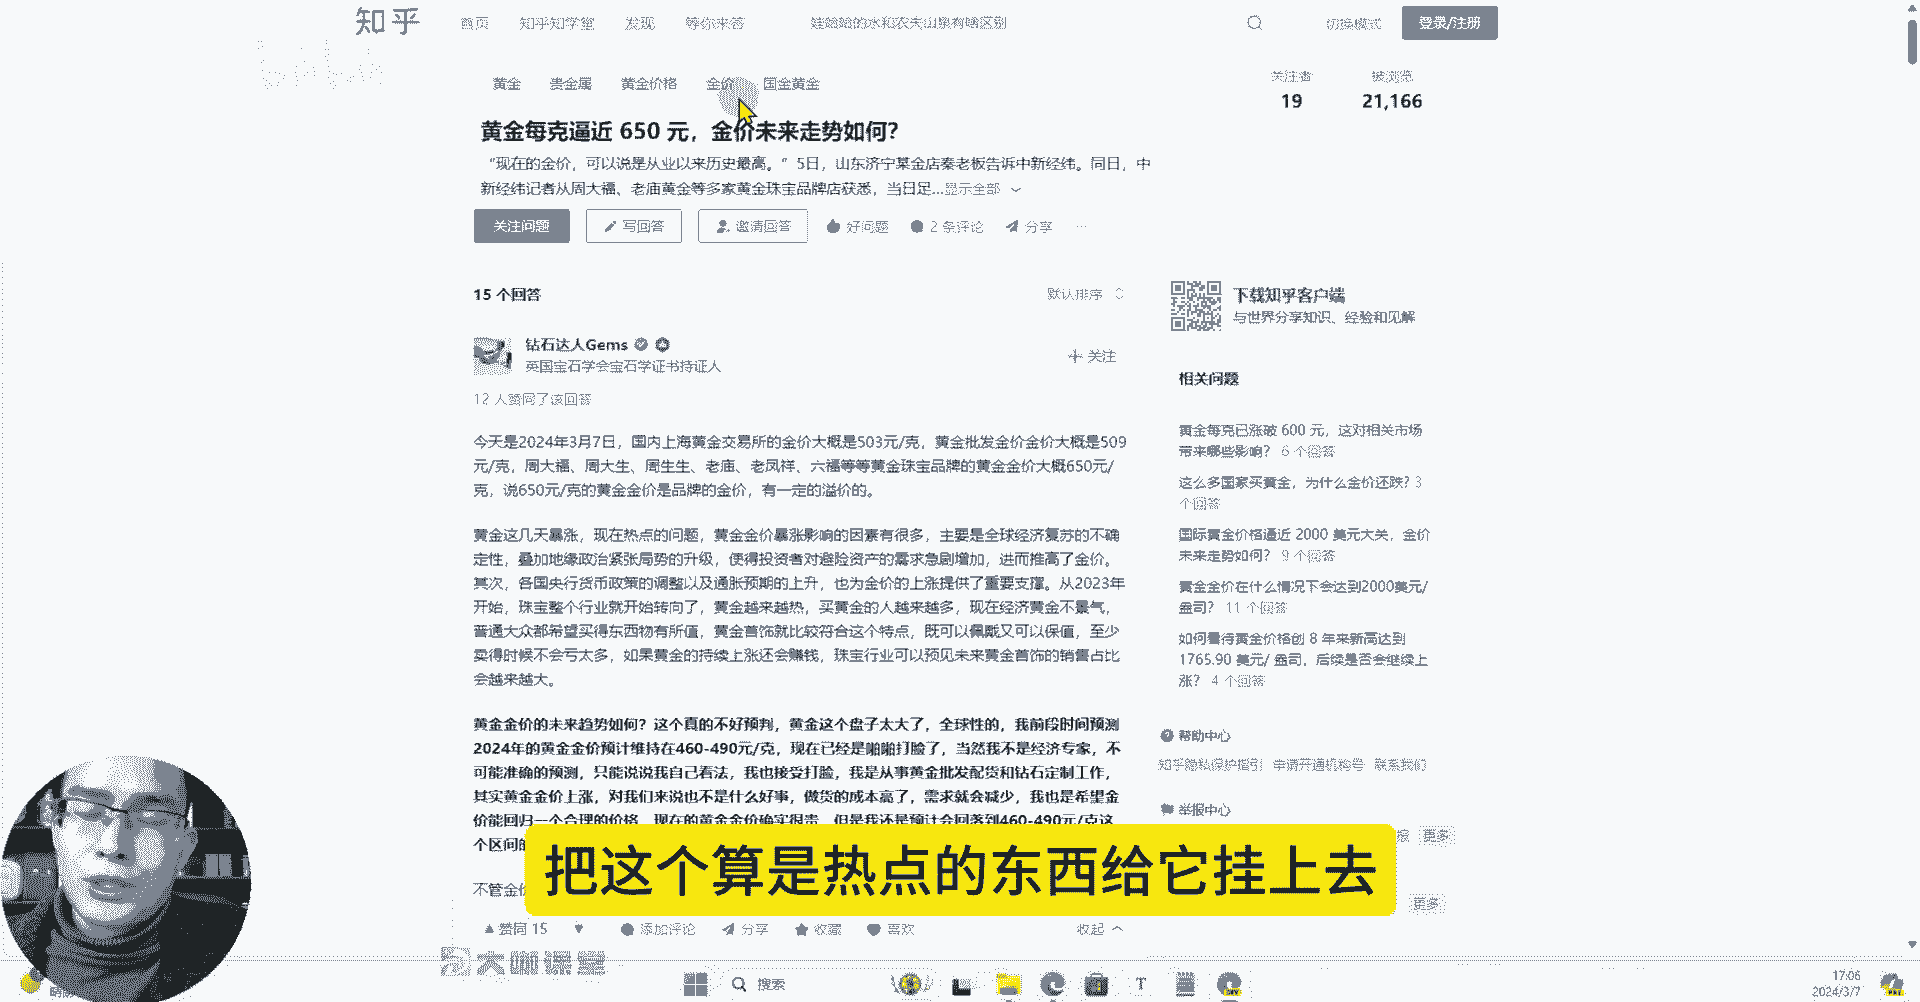 知乎
首页 知乎知学堂 发现 等你来答 娃哈哈的水和农夫山泉有啥区别 切换模式 登录/注册
黄金 贵金属 黄金价格 金价 国金黄金
关注者 被浏览
19 21,166
黄金每克逼近 650 元，金价未来走势如何？
“现在的金价，可以说是从业以来历史最高。”5日，山东济宁某金店秦老板告诉中新经纬。同日，中
新经纬记者从周大福、老庙黄金等多家黄金珠宝品牌店获悉，当日足...显示全部
关注问题 写回答 邀请回答 好问题 2 条评论 分享 ...
15 个回答 默认排序
钻石达人Gems
英国宝石学会宝石学证书持证人
关注
12 人赞同了该回答
今天是2024年3月7日，国内上海黄金交易所的金价大概是503元/克，黄金批发金价金价大概是509
元/克，周大福、周大生、周生生、老庙、老凤祥、六福等等黄金珠宝品牌的黄金金价大概650元/
克，说650元/克的黄金金价是品牌的金价，有一定的溢价的。
黄金这几天暴涨，现在热点的问题，黄金金价暴涨影响的因素有很多，主要是全球经济复苏的不确
定性，叠加地缘政治紧张局势的升级，使得投资者对避险资产的需求急剧增加，进而推高了金价。
其次，各国央行货币政策的调整以及通胀预期的上升，也为金价的上涨提供了重要支撑。从2023年
开始，珠宝整个行业就开始转向了，黄金越来越热，买黄金的人越来越多，现在经济黄金不景气，
普通大众都希望买得东西物有所值，黄金首饰就比较符合这个特点，既可以佩戴又可以保值，至少
卖得时候不会亏太多，如果黄金的持续上涨还会赚钱，珠宝行业可以预见未来黄金首饰的销售占比
会越来越大。
黄金金价的未来趋势如何？这个真的不好预判，黄金这个盘子太大了，全球性的，我前段时间预测
2024年的黄金金价预计维持在460-490元/克，现在已经是啪啪打脸了，当然我不是经济专家，不
可能准确的预测，只能说说我自己看法，我也接受打脸，我是从事黄金批发配货和钻石定制工作，
其实黄金金价上涨，对我们来说也不是什么好事，做货的成本高了，需求就会减少，我也是希望金
价能回归一个合理的价格，现在的黄金金价确实很贵，但是我还是预计会回落到460-490元/克这
个区间的
不管金价
赞同 15 添加评论 分享 收藏 喜欢 收起
下载知乎客户端
与世界分享知识、经验和见解
相关问题
黄金每克已涨破 600 元，这对相关市场
带来哪些影响？ 6 个回答
这么多国家买黄金，为什么金价还跌？3
个回答
国际黄金价格逼近 2000 美元大关，金价
未来走势如何？ 9 个回答
黄金金价在什么情况下会达到2000美元/
盎司？ 11 个回答
如何看待黄金价格创 8 年来新高达到
1765.90 美元/ 盎司，后续是否会继续上
涨？ 4 个回答
帮助中心
知乎隐私保护指引 申请开通机构号 联系我们
举报中心
更多
更多
把这个算是热点的东西给它挂上去
大咖课堂
搜索
17:06
2024/3/7